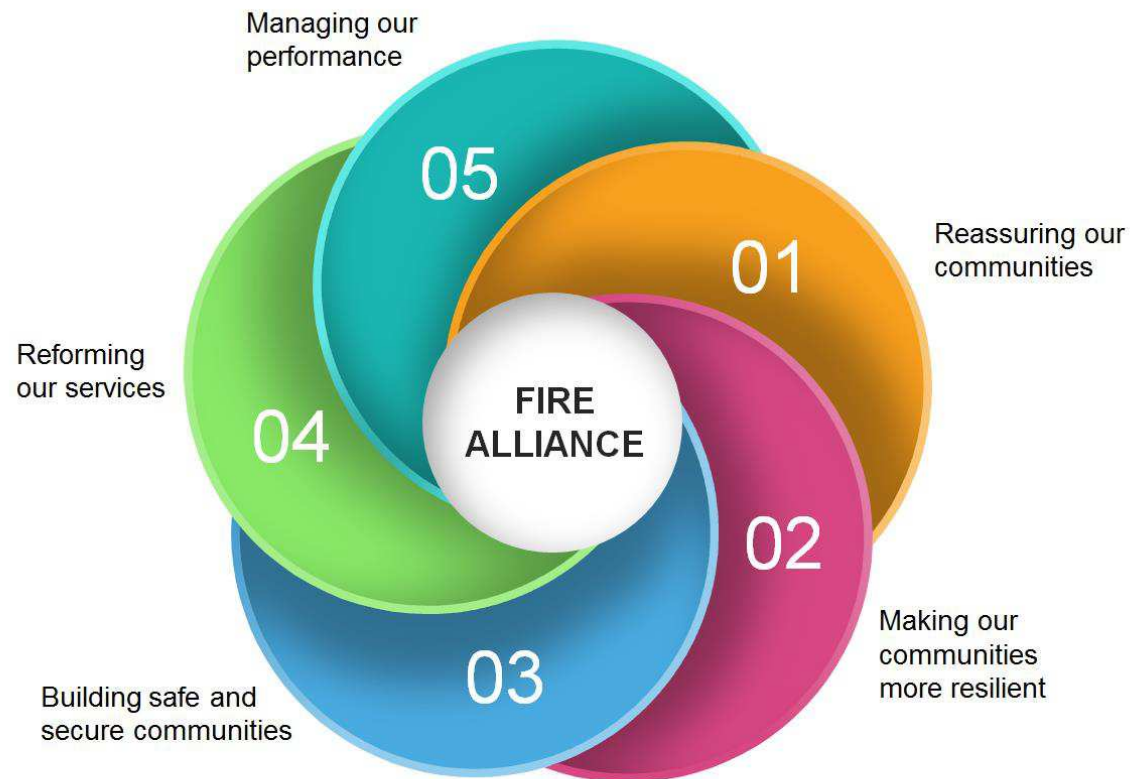 Managing our
performance
05
01
Reassuring our
communities
Reforming
our services
04
FIRE
ALLIANCE
02
Making our
communities
more resilient
03
Building safe and
secure communities